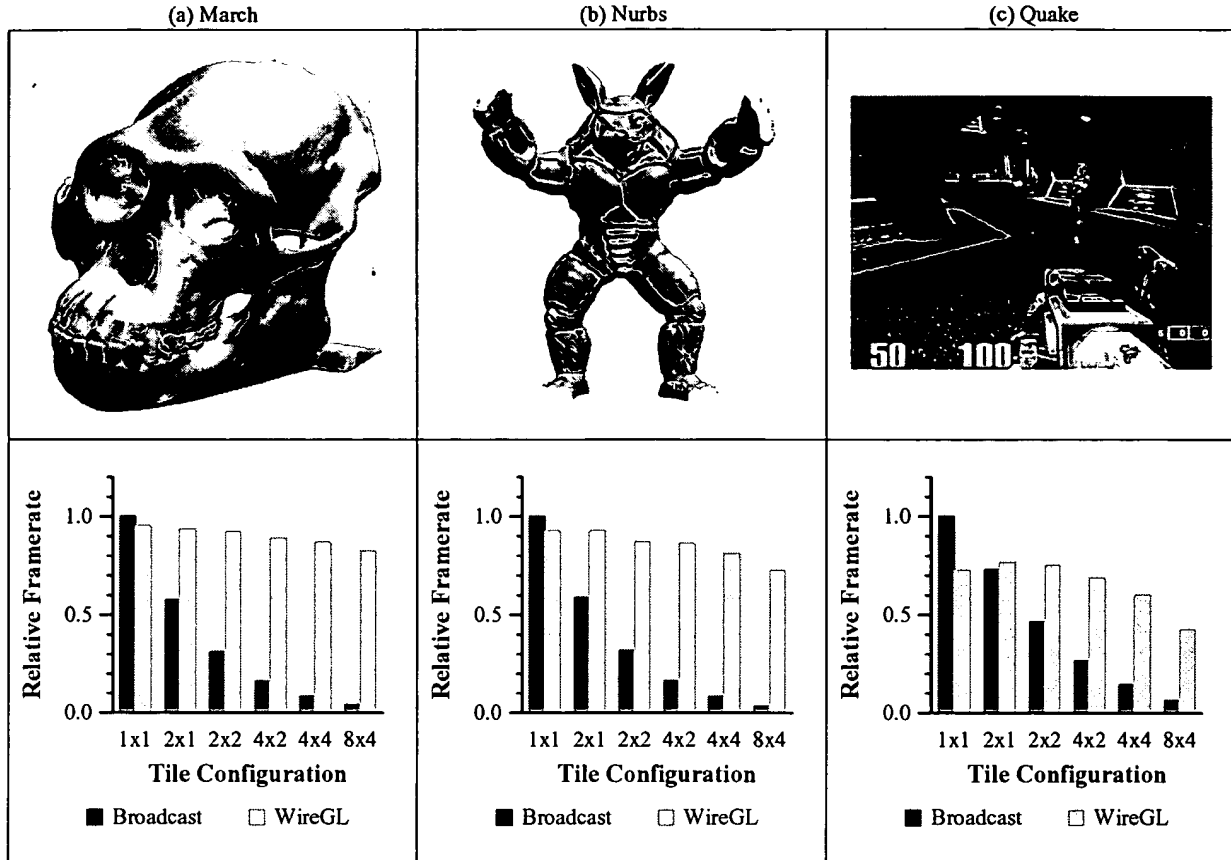 (a) March
(b) Nurbs
(c) Quake
50 100
0 0
Relative Framerate
1.0
0.5
0.0
1x1 2x1 2x2 4x2 4x4 8x4
Tile Configuration
Broadcast WireGL
Relative Framerate
1.0
0.5
0.0
1x1 2x1 2x2 4x2 4x4 8x4
Tile Configuration
Broadcast WireGL
Relative Framerate
1.0
0.5
0.0
1x1 2x1 2x2 4x2 4x4 8x4
Tile Configuration
Broadcast WireGL